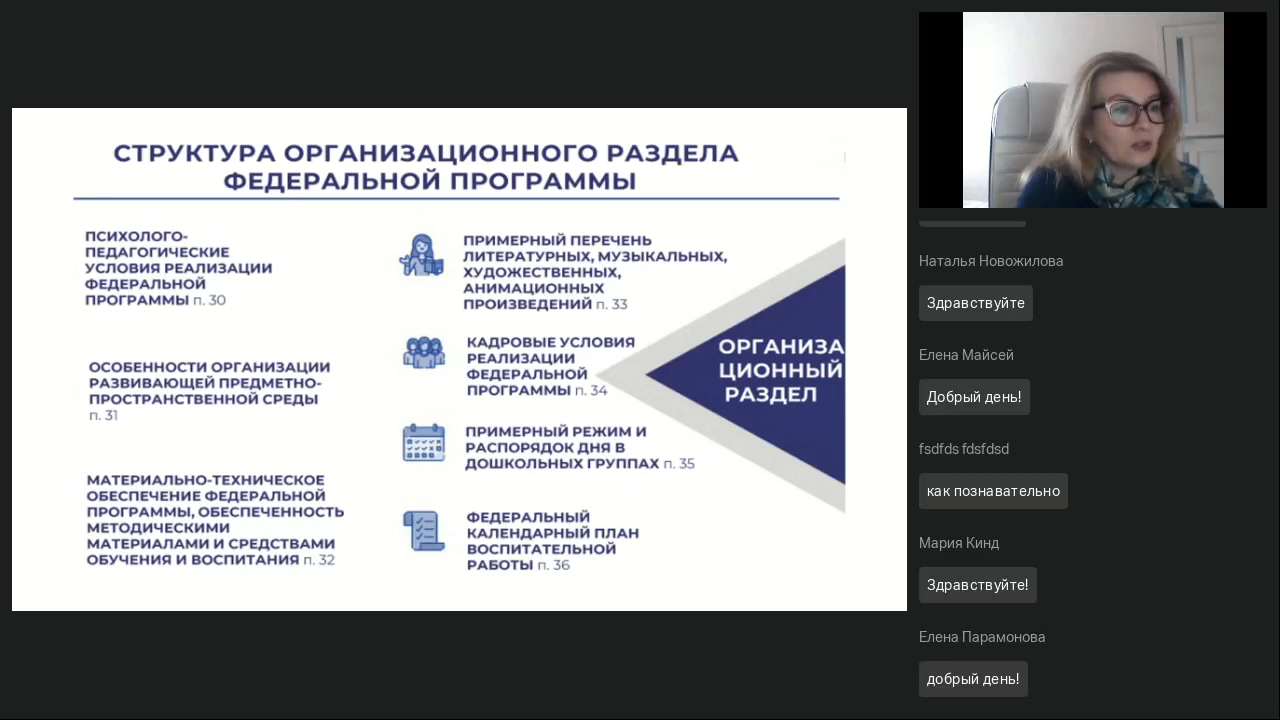 СТРУКТУРА ОРГАНИЗАЦИОННОГО РАЗДЕЛА
ФЕДЕРАЛЬНОЙ ПРОГРАММЫ
ПСИХОЛОГО-
ПЕДАГОГИЧЕСКИЕ
УСЛОВИЯ РЕАЛИЗАЦИИ
ФЕДЕРАЛЬНОЙ
ПРОГРАММЫ п. 30
ОСОБЕННОСТИ ОРГАНИЗАЦИИ
РАЗВИВАЮЩЕЙ ПРЕДМЕТНО-
ПРОСТРАНСТВЕННОЙ СРЕДЫ
п. 31
МАТЕРИАЛЬНО-ТЕХНИЧЕСКОЕ
ОБЕСПЕЧЕНИЕ ФЕДЕРАЛЬНОЙ
ПРОГРАММЫ, ОБЕСПЕЧЕННОСТЬ
МЕТОДИЧЕСКИМИ
МАТЕРИАЛАМИ И СРЕДСТВАМИ
ОБУЧЕНИЯ И ВОСПИТАНИЯ п. 32
ПРИМЕРНЫЙ ПЕРЕЧЕНЬ
ЛИТЕРАТУРНЫХ, МУЗЫКАЛЬНЫХ,
ХУДОЖЕСТВЕННЫХ,
АНИМАЦИОННЫХ
ПРОИЗВЕДЕНИЙ п. 33
КАДРОВЫЕ УСЛОВИЯ
РЕАЛИЗАЦИИ
ФЕДЕРАЛЬНОЙ
ПРОГРАММЫ п. 34
ПРИМЕРНЫЙ РЕЖИМ И
РАСПОРЯДОК ДНЯ В
ДОШКОЛЬНЫХ ГРУППАХ п. 35
ФЕДЕРАЛЬНЫЙ
КАЛЕНДАРНЫЙ ПЛАН
ВОСПИТАТЕЛЬНОЙ
РАБОТЫ п. 36
ОРГАНИЗА
ЦИОННЫЙ
РАЗДЕЛ
Наталья Новожилова
Здравствуйте
Елена Майсей
Добрый день!
fsdfds fdsfdsd
как познавательно
Мария Кинд
Здравствуйте!
Елена Парамонова
добрый день!